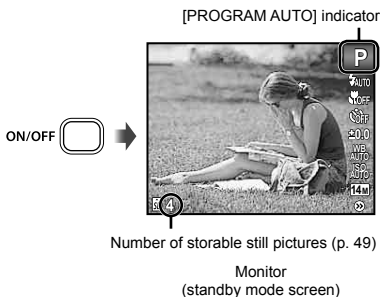 [PROGRAM AUTO] indicator
P
AUTO
OFF
OFF
±0.0
WB
AUTO
ISO
AUTO
14M
ON/OFF
4
Number of storable still pictures (p. 49)
Monitor
(standby mode screen)